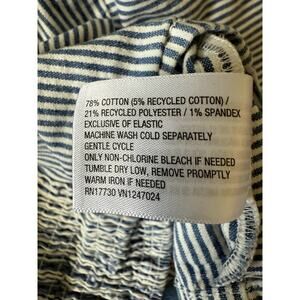 78% COTTON (5% RECYCLED COTTON) /
21% RECYCLED POLYESTER / 1% SPANDEX
EXCLUSIVE OF ELASTIC
MACHINE WASH COLD SEPARATELY
GENTLE CYCLE
ONLY NON-CHLORINE BLEACH IF NEEDED
TUMBLE DRY LOW, REMOVE PROMPTLY
WARM IRON IF NEEDED
RN17730 VN1247024